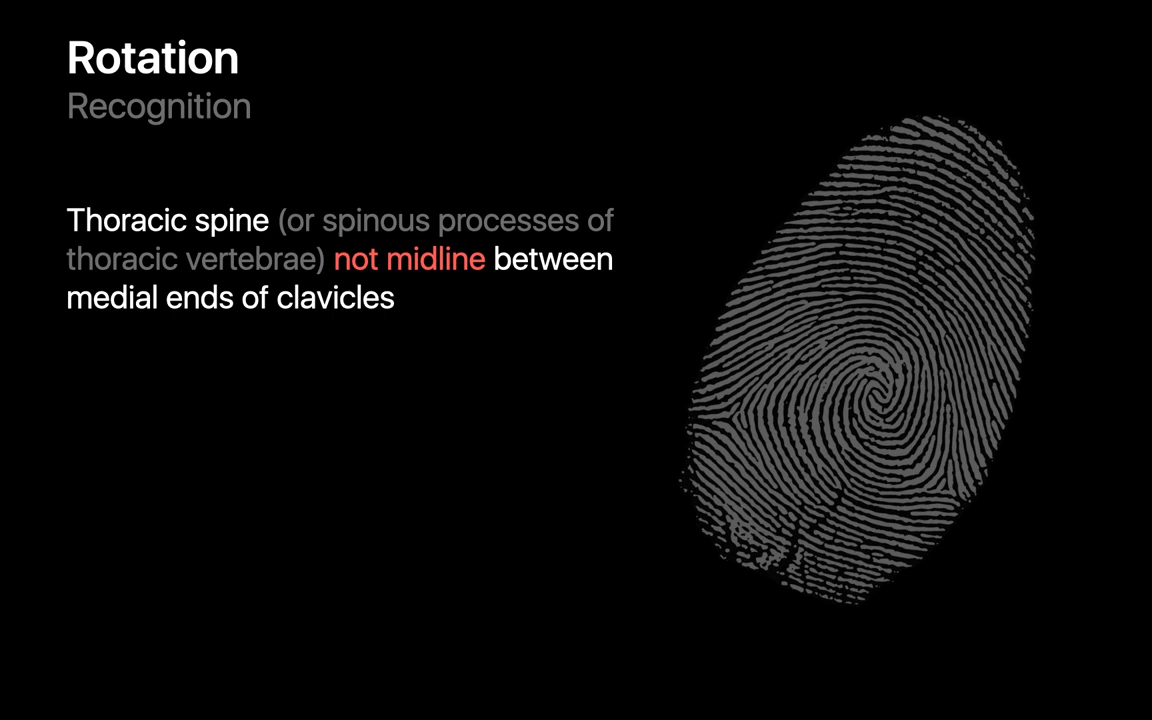 Rotation
Recognition
Thoracic spine (or spinous processes of
thoracic vertebrae) not midline between
medial ends of clavicles